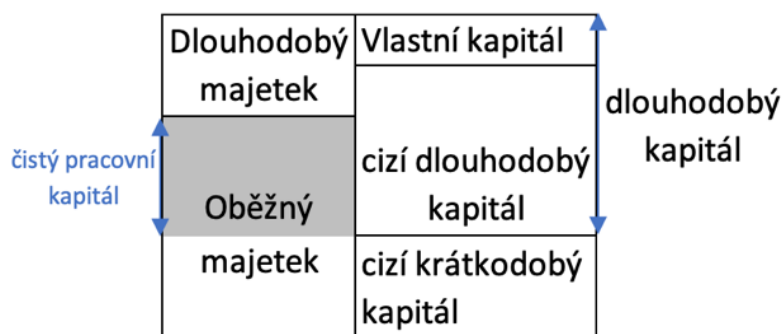 Dlouhodobý
majetek
Vlastní kapitál
dlouhodobý
kapitál
čistý pracovní
kapitál
Oběžný
majetek
cizí dlouhodobý
kapitál
cizí krátkodobý
kapitál